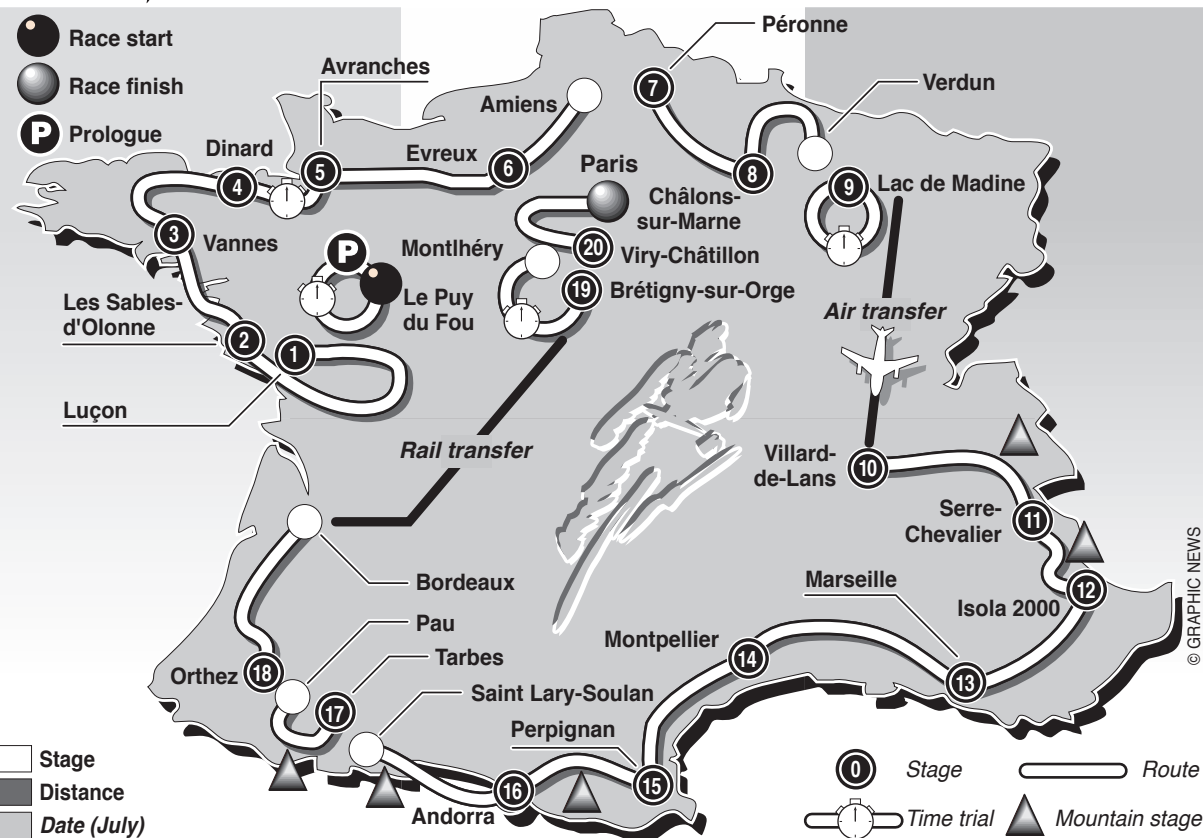 Race start
Race finish
P Prologue
Péronne
7
Avranches
Verdun
Amiens
Dinard
5
Evreux
6
Paris
4
8
9
Lac de Madine
Châlons-
sur-Marne
3
Vannes
P
Montlhéry
20
Viry-Châtillon
Le Puy
du Fou
19
Brétigny-sur-Orge
Les Sables-
d'Olonne
2
1
Air transfer
Luçon
Rail transfer
Villard-
de-Lans
10
Serre-
Chevalier
11
Bordeaux
Marseille
Isola 2000
12
Pau
Montpellier
14
Orthez
18
Tarbes
17
Saint Lary-Soulan
13
Perpignan
15
16
Andorra
© GRAPHIC NEWS
Stage
Distance
Date (July)
0 Stage
Route
Time trial
Mountain stage